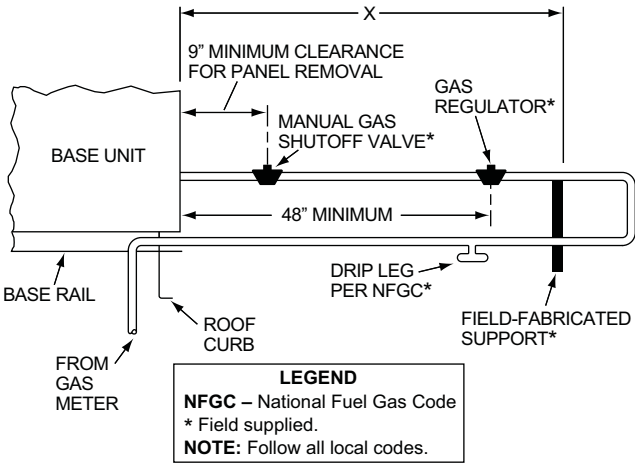 X
9” MINIMUM CLEARANCE
FOR PANEL REMOVAL
GAS
REGULATOR*
MANUAL GAS
SHUTOFF VALVE*
BASE UNIT
48” MINIMUM
DRIP LEG
PER NFGC*
BASE RAIL
ROOF
CURB
FIELD-FABRICATED
SUPPORT*
FROM
GAS
METER
LEGEND
NFGC – National Fuel Gas Code
* Field supplied.
NOTE: Follow all local codes.